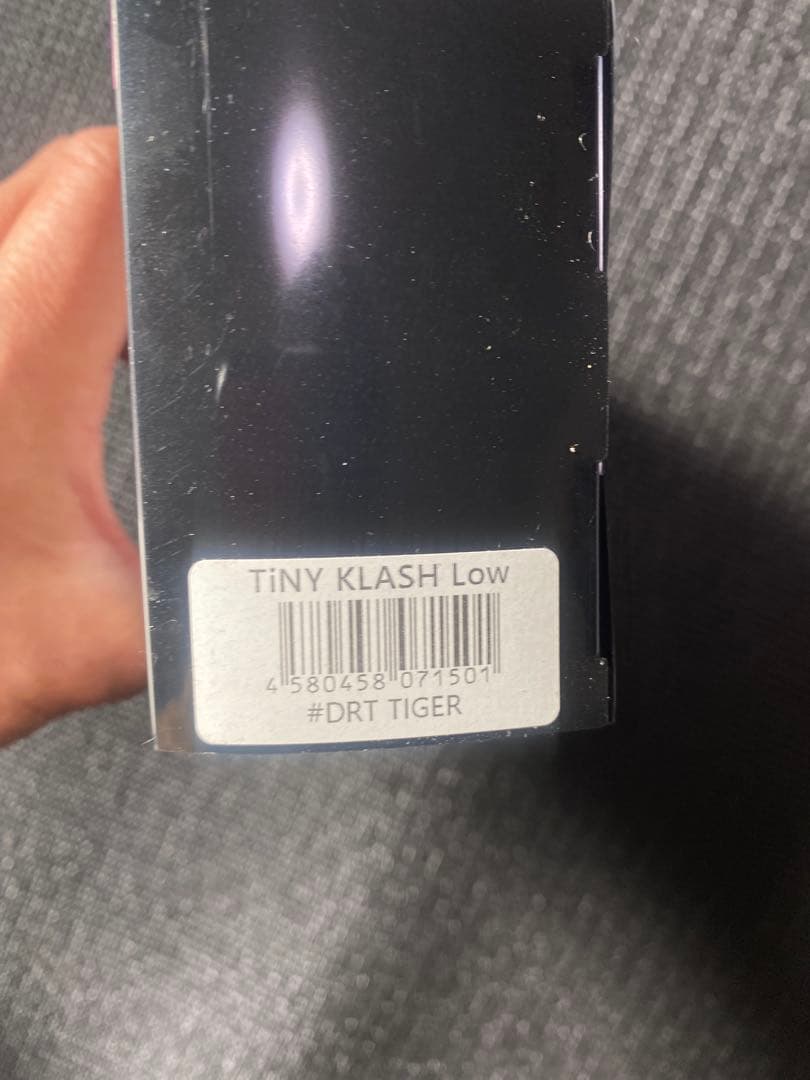 TiNY KLASH Low
4 580458 071501
#DRT TIGER